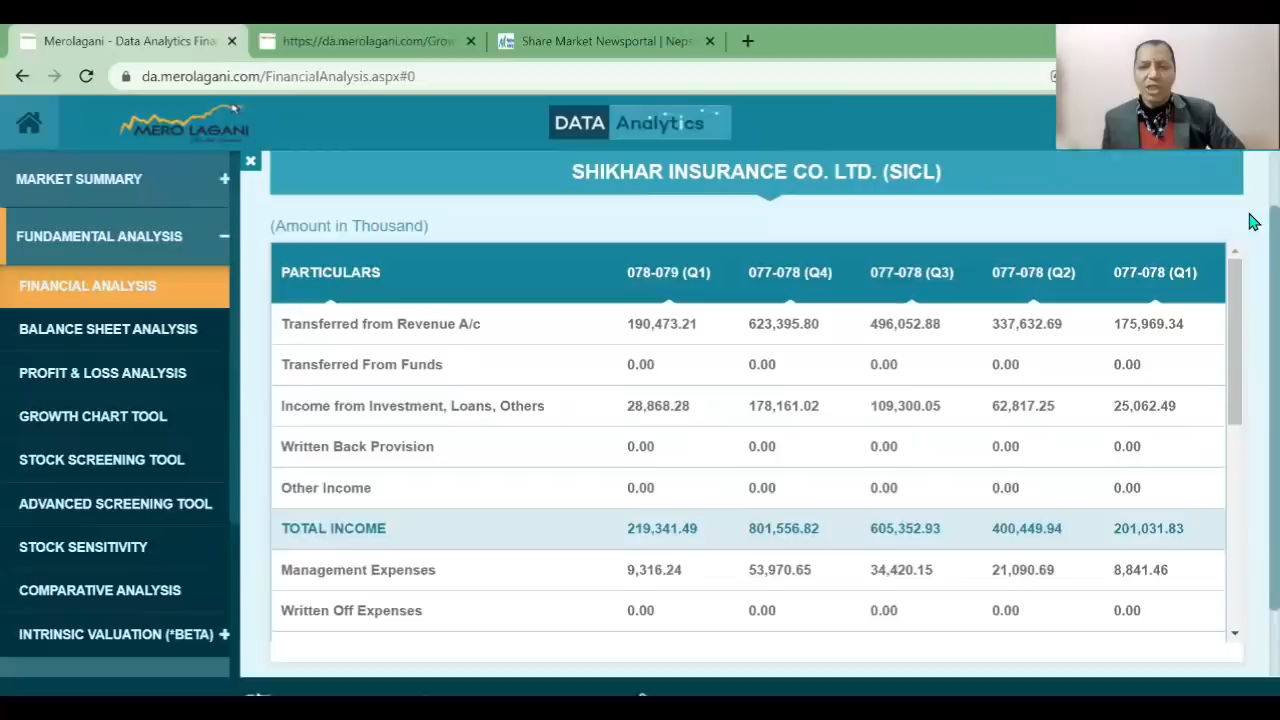 Merolagani - Data Analytics Fina
https://da.merolagani.com/Grow
Share Market Newsportal | Neps
da.merolagani.com/FinancialAnalysis.aspx#0
MERO LAGANI
DATA Analytics
MARKET SUMMARY +
FUNDAMENTAL ANALYSIS −
FINANCIAL ANALYSIS
BALANCE SHEET ANALYSIS
PROFIT & LOSS ANALYSIS
GROWTH CHART TOOL
STOCK SCREENING TOOL
ADVANCED SCREENING TOOL
STOCK SENSITIVITY
COMPARATIVE ANALYSIS
INTRINSIC VALUATION (*BETA) +
SHIKHAR INSURANCE CO. LTD. (SICL)
(Amount in Thousand)
PARTICULARS 078-079 (Q1) 077-078 (Q4) 077-078 (Q3) 077-078 (Q2) 077-078 (Q1)
Transferred from Revenue A/c 190,473.21 623,395.80 496,052.88 337,632.69 175,969.34
Transferred From Funds 0.00 0.00 0.00 0.00 0.00
Income from Investment, Loans, Others 28,868.28 178,161.02 109,300.05 62,817.25 25,062.49
Written Back Provision 0.00 0.00 0.00 0.00 0.00
Other Income 0.00 0.00 0.00 0.00 0.00
TOTAL INCOME 219,341.49 801,556.82 605,352.93 400,449.94 201,031.83
Management Expenses 9,316.24 53,970.65 34,420.15 21,090.69 8,841.46
Written Off Expenses 0.00 0.00 0.00 0.00 0.00